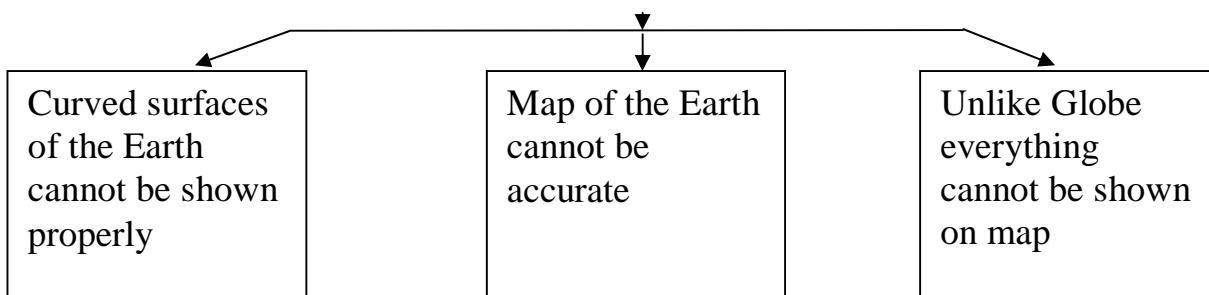 Curved surfaces
of the Earth
cannot be shown
properly
Map of the Earth
cannot be
accurate
Unlike Globe
everything
cannot be shown
on map